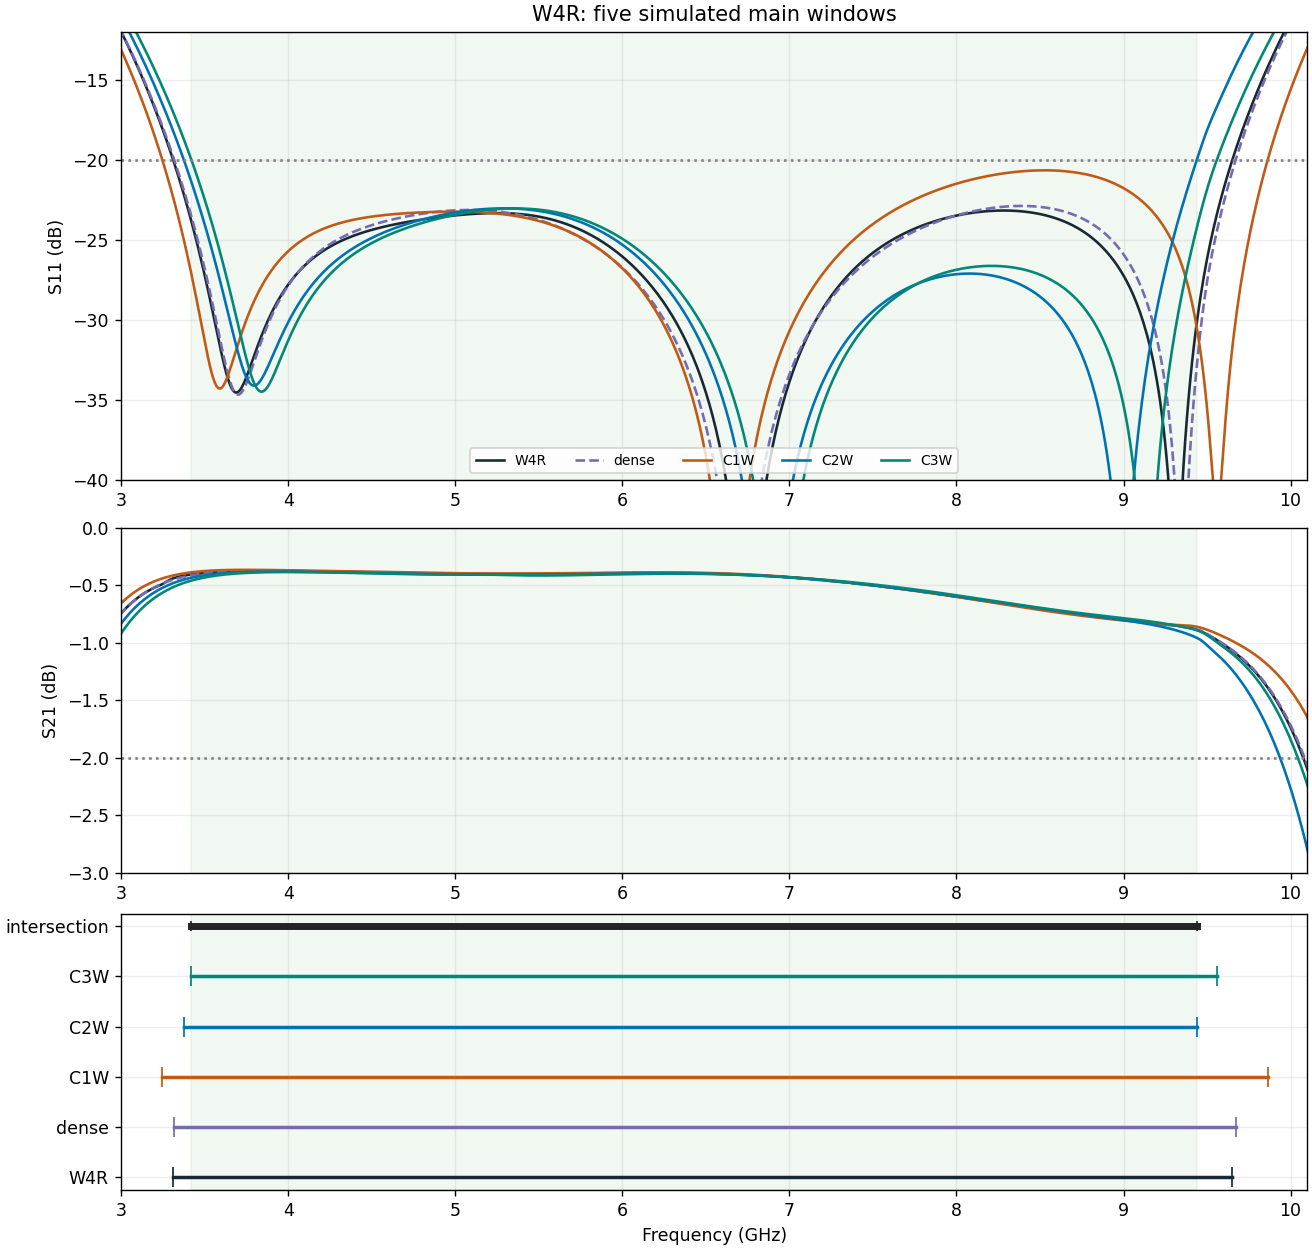 W4R: five simulated main windows
S11 (dB)
−15
−20
−25
−30
−35
−40
W4R dense C1W C2W C3W
3 4 5 6 7 8 9 10
S21 (dB)
0.0
−0.5
−1.0
−1.5
−2.0
−2.5
−3.0
3 4 5 6 7 8 9 10
intersection
C3W
C2W
C1W
dense
W4R
3 4 5 6 7 8 9 10
Frequency (GHz)